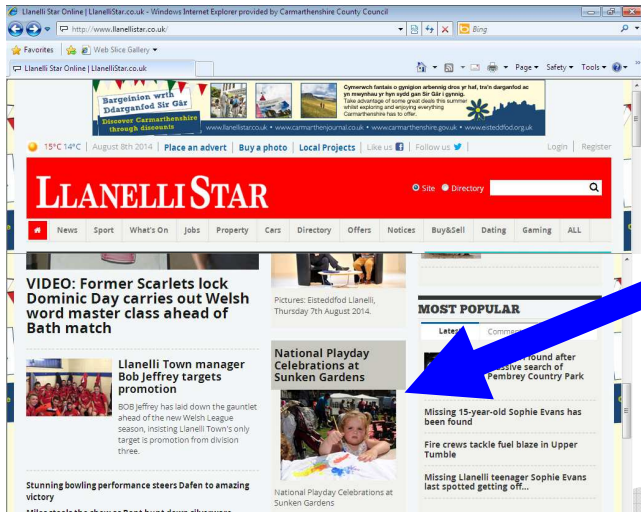 Llanelli Star Online | LlanelliStar.co.uk - Windows Internet Explorer provided by Carmarthenshire County Council
http://www.llanellistar.co.uk/
Bing
Favorites
Web Slice Gallery
Llanelli Star Online | LlanelliStar.co.uk
Page
Safety
Tools
Bargeinion wrth
Ddarganfod Sir Gâr
Discover Carmarthenshire
through discounts
Cymerwch fantais o gynigion arbennig dros yr haf, tra'n darganfod ac
yn mwynhau yr hyn sydd gan Sir Gâr i gynnig.
Take advantage of some great deals this summer
whilst exploring and enjoying everything
Carmarthenshire has to offer.
www.llanellistar.co.uk • www.carmarthenjournal.co.uk • www.carmarthenshire.gov.uk • www.eisteddfod.org.uk
15°C 14°C | August 8th 2014 | Place an advert | Buy a photo | Local Projects | Like us | Follow us |
Login | Register
LLANELLI STAR
Site Directory
News Sport What's On Jobs Property Cars Directory Offers Notices Buy&Sell Dating Gaming ALL
VIDEO: Former Scarlets lock
Dominic Day carries out Welsh
word master class ahead of
Bath match
Llanelli Town manager
Bob Jeffrey targets
promotion
BOB Jeffrey has laid down the gauntlet
ahead of the new Welsh League
season, insisting Llanelli Town's only
target is promotion from division
three.
Stunning bowling performance steers Dafen to amazing
victory
Pictures: Eisteddfod Llanelli,
Thursday 7th August 2014.
National Playday
Celebrations at
Sunken Gardens
National Playday Celebrations at
Sunken Gardens
MOST POPULAR
Latest
found after
search of
Pembrey Country Park
Missing 15-year-old Sophie Evans has
been found
Fire crews tackle fuel blaze in Upper
Tumble
Missing Llanelli teenager Sophie Evans
last spotted getting off...